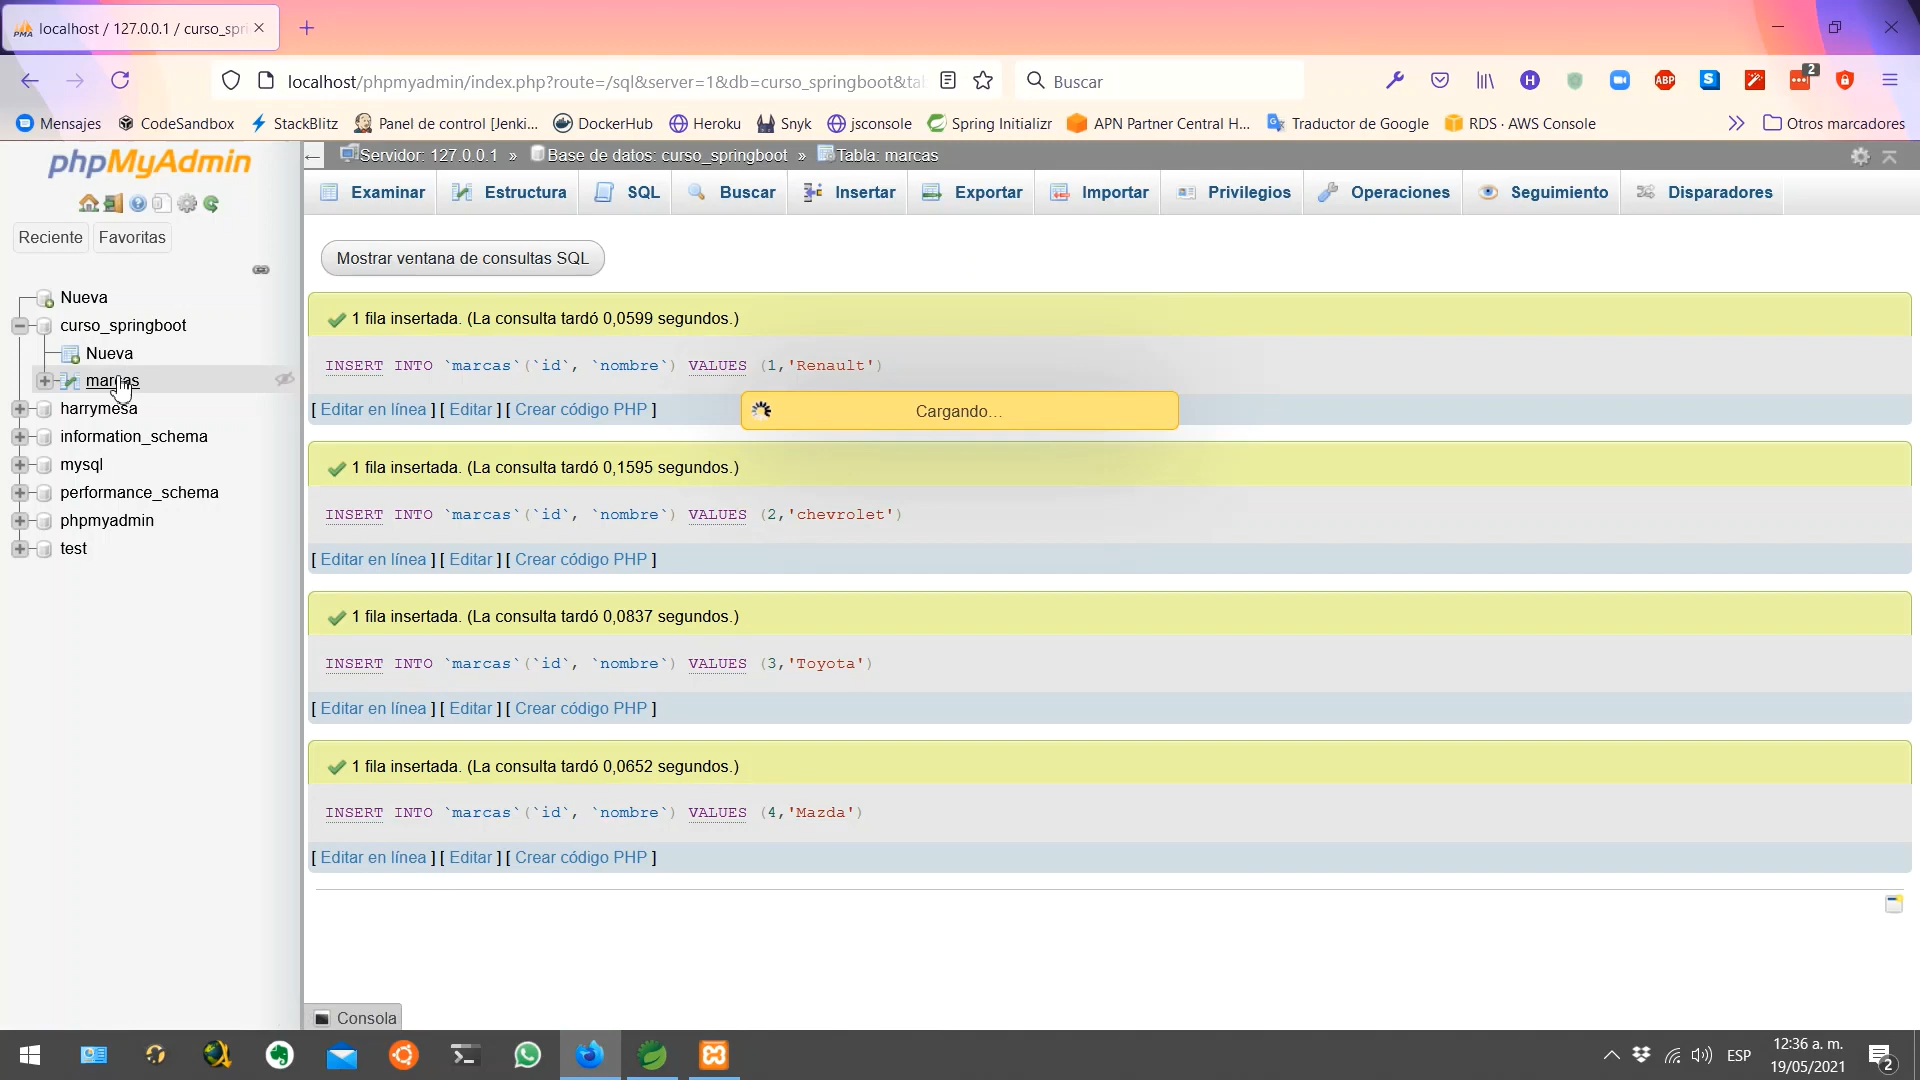 localhost / 127.0.0.1 / curso_spri
localhost/phpmyadmin/index.php?route=/sql&server=1&db=curso_springboot&tal
Buscar
2
Mensajes
CodeSandbox
StackBlitz
Panel de control [Jenki...
DockerHub
Heroku
Snyk
jsconsole
Spring Initializr
APN Partner Central H...
Traductor de Google
RDS · AWS Console
Otros marcadores
phpMyAdmin
Reciente
Favoritas
Nueva
curso_springboot
Nueva
marcas
harrymesa
information_schema
mysql
performance_schema
phpmyadmin
test
Servidor: 127.0.0.1 » Base de datos: curso_springboot » Tabla: marcas
Examinar
Estructura
SQL
Buscar
Insertar
Exportar
Importar
Privilegios
Operaciones
Seguimiento
Disparadores
Mostrar ventana de consultas SQL
1 fila insertada. (La consulta tardó 0,0599 segundos.)
INSERT INTO `marcas`(`id`, `nombre`) VALUES (1,'Renault')
[ Editar en línea ] [ Editar ] [ Crear código PHP ]
Cargando...
1 fila insertada. (La consulta tardó 0,1595 segundos.)
INSERT INTO `marcas`(`id`, `nombre`) VALUES (2,'chevrolet')
[ Editar en línea ] [ Editar ] [ Crear código PHP ]
1 fila insertada. (La consulta tardó 0,0837 segundos.)
INSERT INTO `marcas`(`id`, `nombre`) VALUES (3,'Toyota')
[ Editar en línea ] [ Editar ] [ Crear código PHP ]
1 fila insertada. (La consulta tardó 0,0652 segundos.)
INSERT INTO `marcas`(`id`, `nombre`) VALUES (4,'Mazda')
[ Editar en línea ] [ Editar ] [ Crear código PHP ]
Consola
ESP
12:36 a. m.
19/05/2021
2